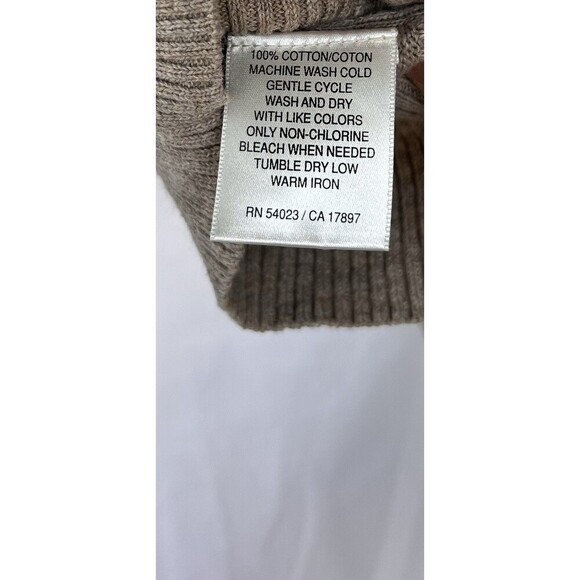 100% COTTON/COTON
MACHINE WASH COLD
GENTLE CYCLE
WASH AND DRY
WITH LIKE COLORS
ONLY NON-CHLORINE
BLEACH WHEN NEEDED
TUMBLE DRY LOW
WARM IRON
RN 54023 / CA 17897